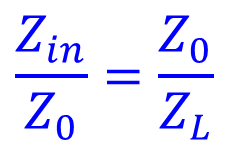 Z_in / Z_0 = Z_0 / Z_L